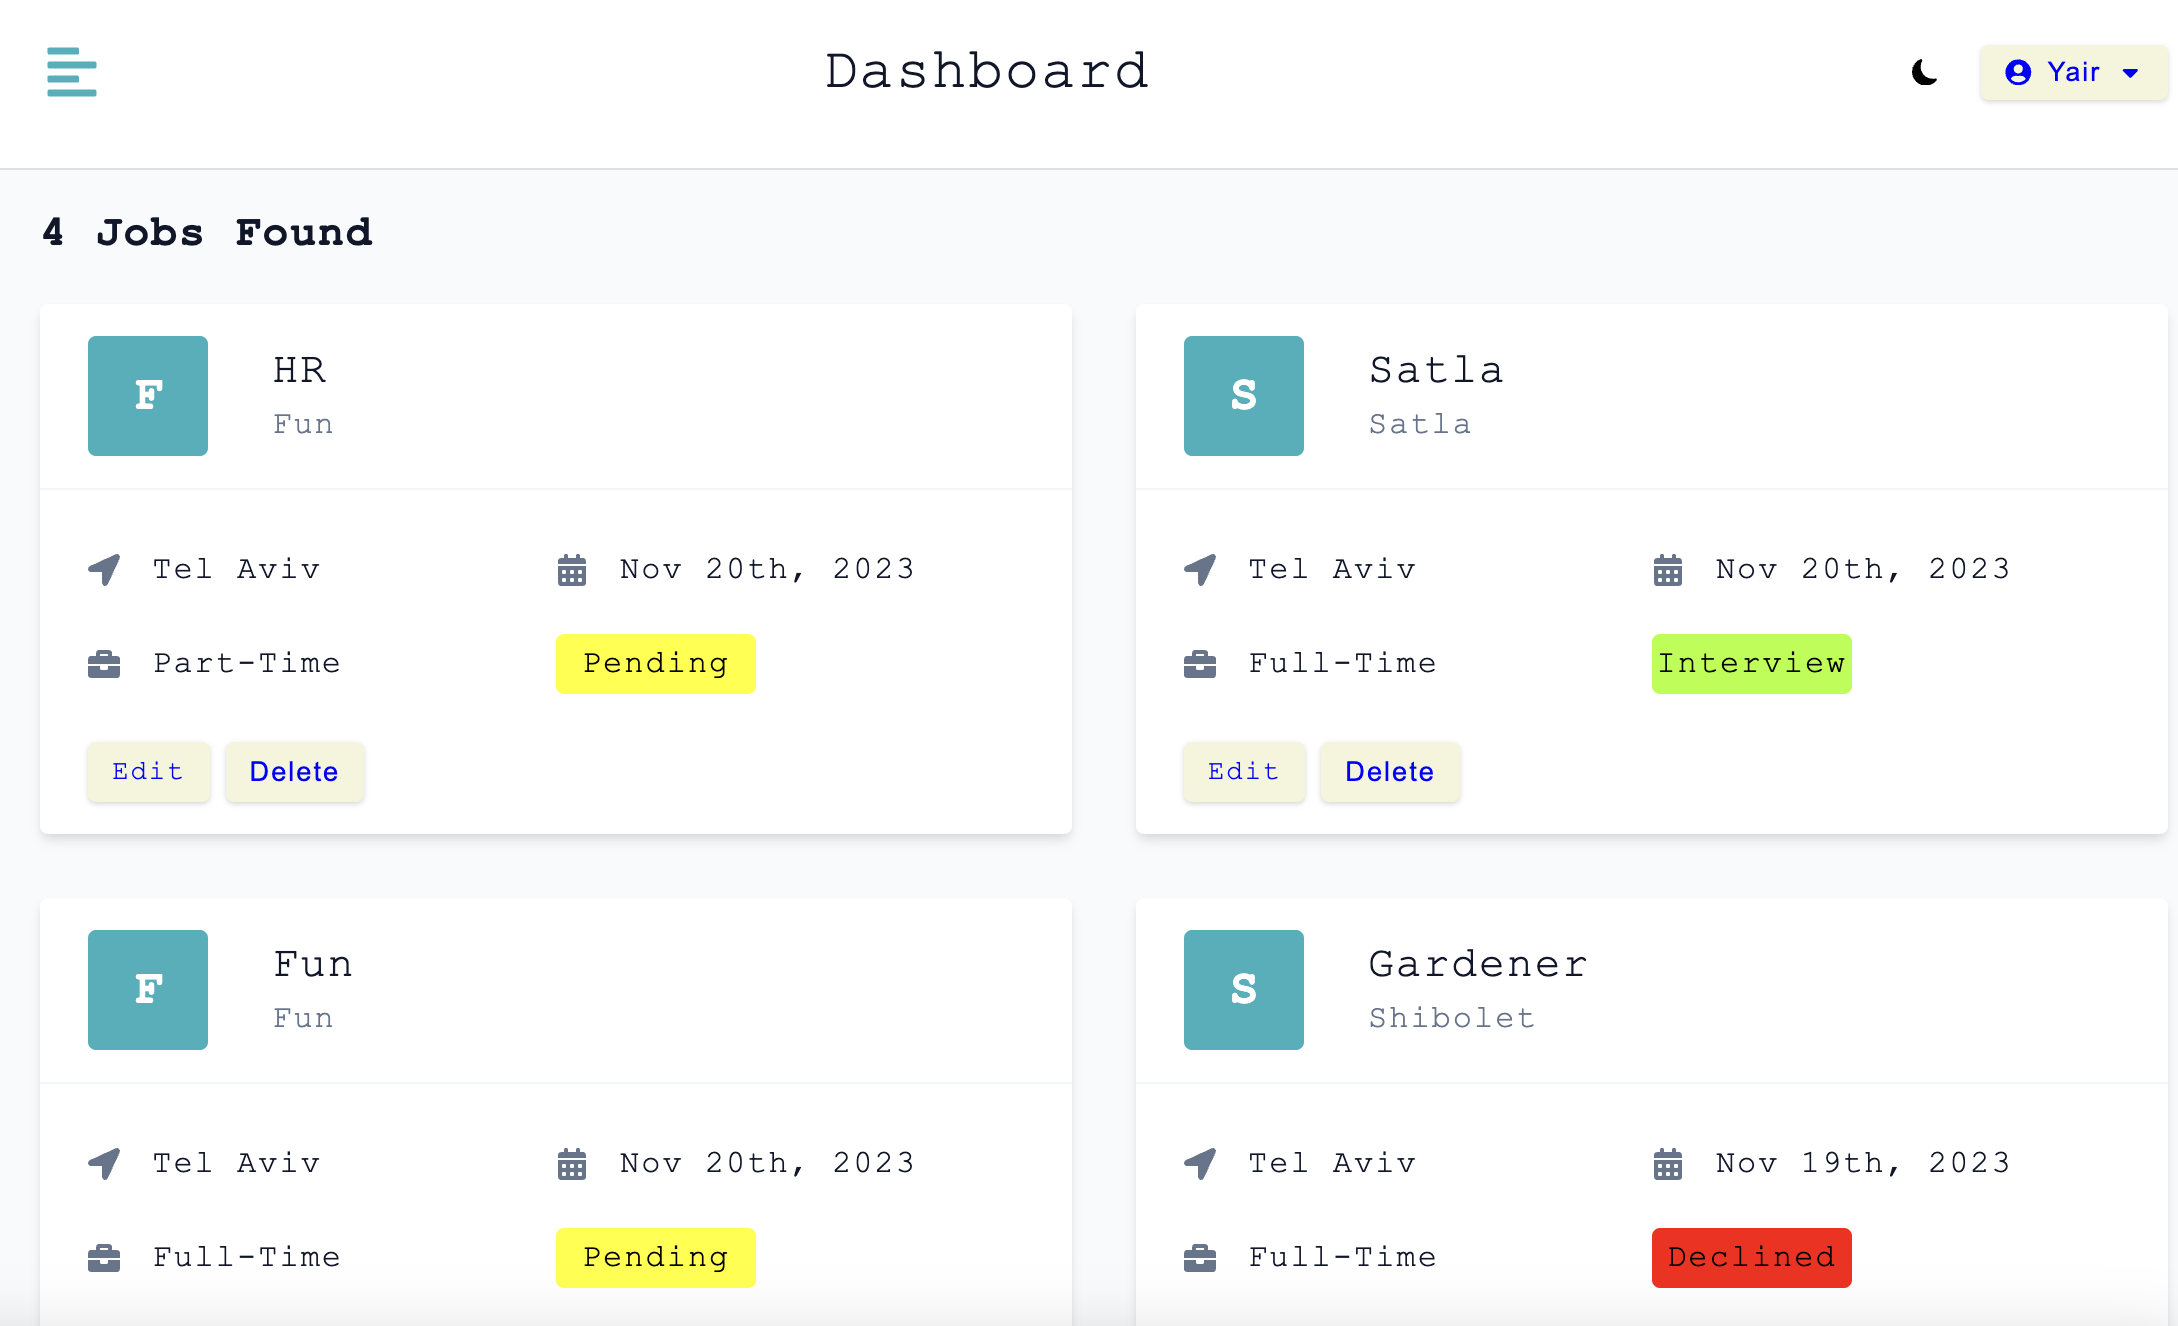 Dashboard
Yair
4 Jobs Found
F
HR
Fun
Tel Aviv
Nov 20th, 2023
Part-Time
Pending
Edit
Delete
S
Satla
Satla
Tel Aviv
Nov 20th, 2023
Full-Time
Interview
Edit
Delete
F
Fun
Fun
Tel Aviv
Nov 20th, 2023
Full-Time
Pending
S
Gardener
Shibolet
Tel Aviv
Nov 19th, 2023
Full-Time
Declined